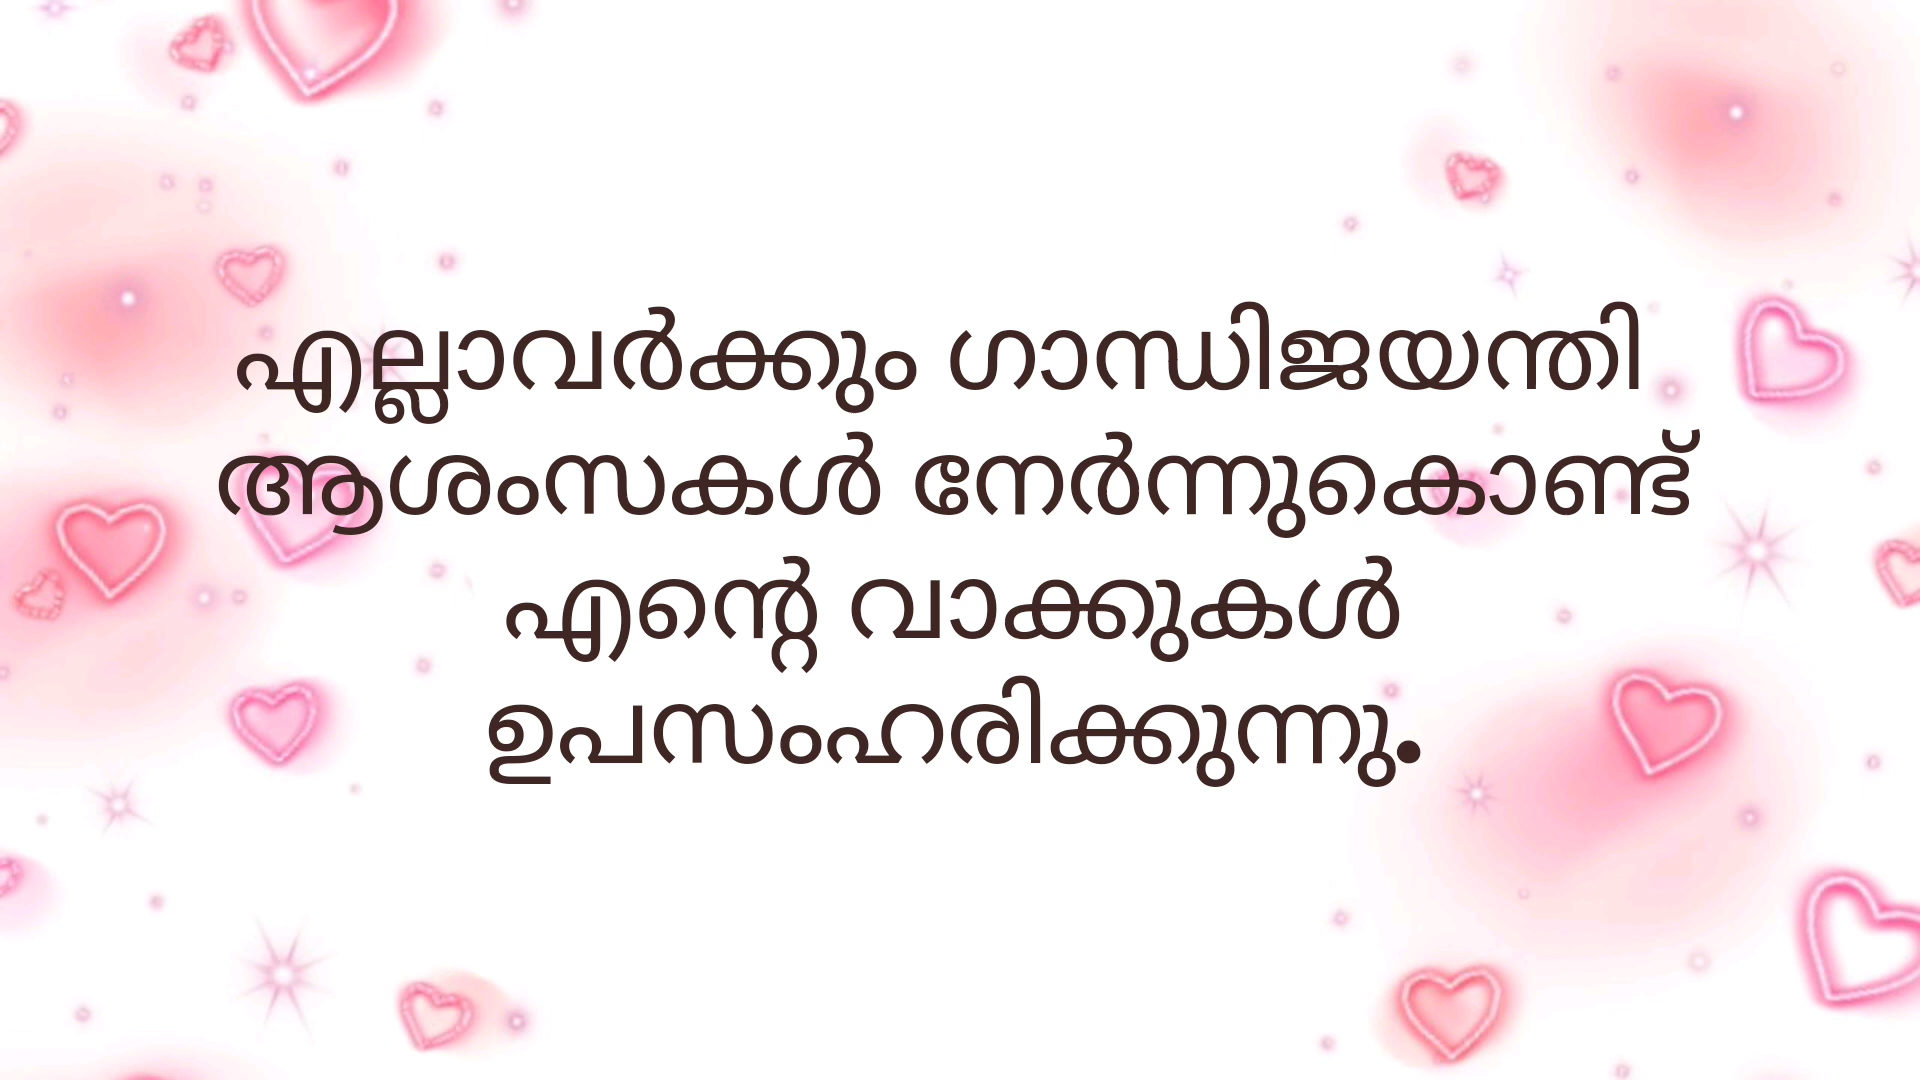 എല്ലാവർക്കും ഗാന്ധിജയന്തി
ആശംസകൾ നേർന്നുകൊണ്ട്
എന്റെ വാക്കുകൾ
ഉപസംഹരിക്കുന്നു.